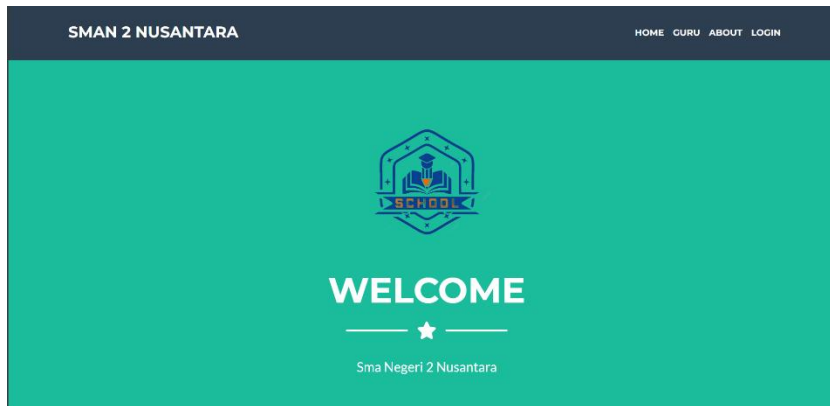 SMAN 2 NUSANTARA
HOME GURU ABOUT LOGIN
SCHOOL
WELCOME
Sma Negeri 2 Nusantara